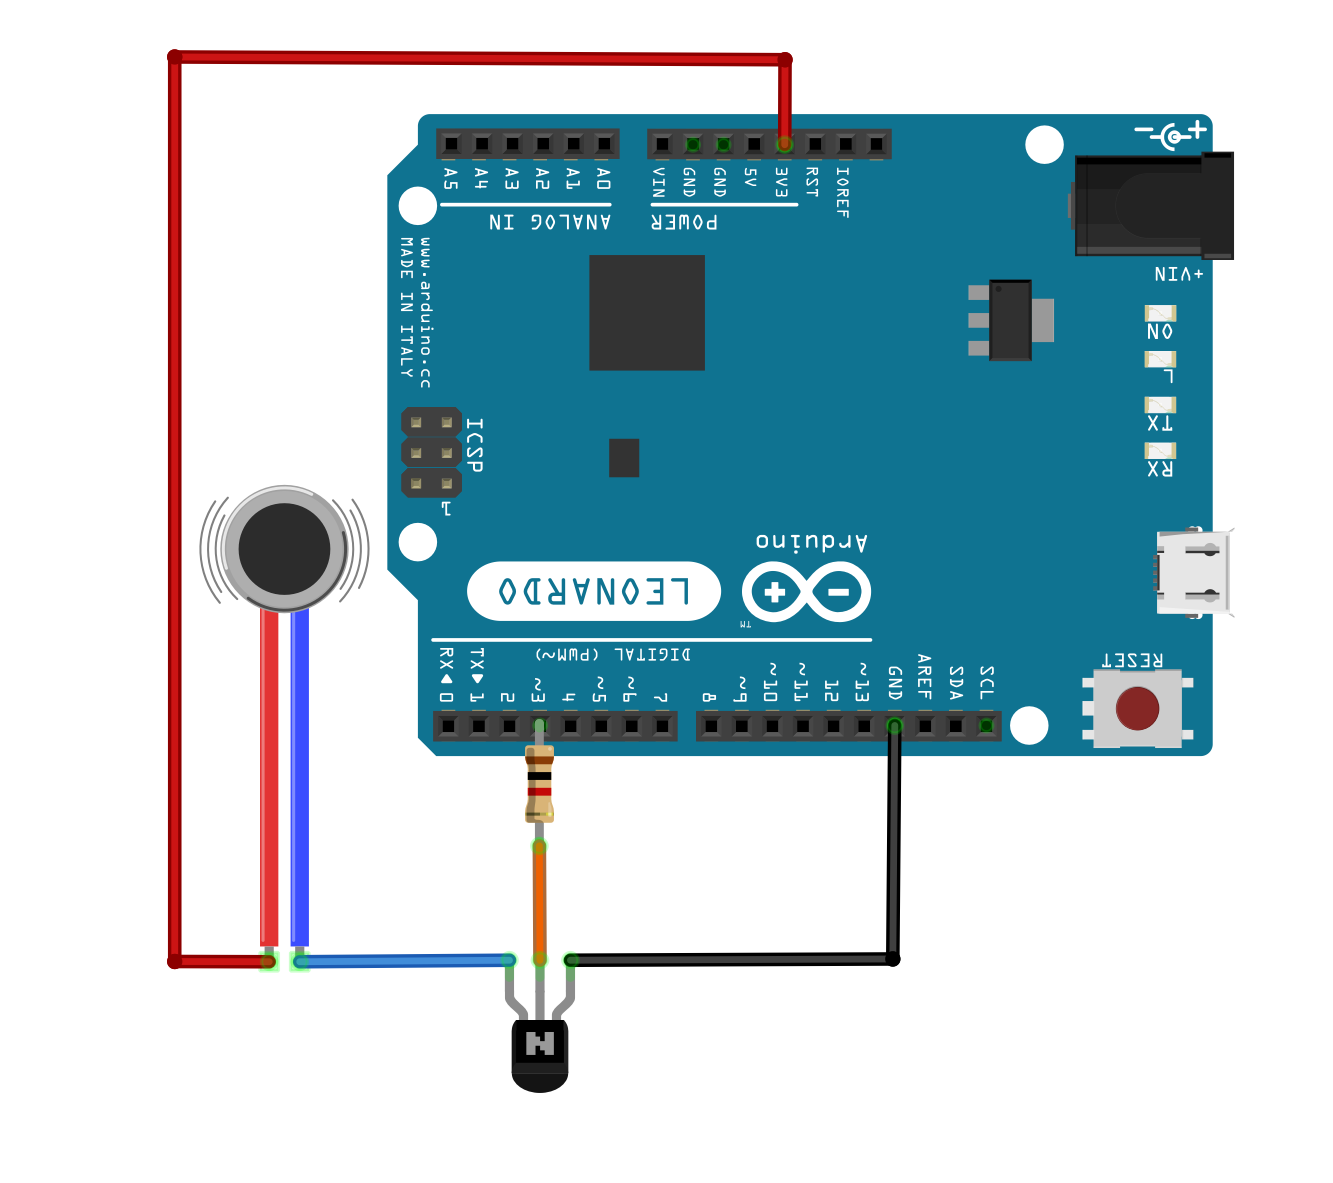 A5 A4 A3 A2 A1 A0
VIN GND GND 5V 3V3 RST IOREF
ANALOG IN
POWER
www.arduino.cc
MADE IN ITALY
+VIN
ON
L
TX
RX
ICSP
1
Arduino
LEONARDO
TM
DIGITAL (PWM~)
RESET
RX 0
TX 1
2
~3
4
~5
~6
7
8
~9
~10
~11
12
~13
GND
AREF
SDA
SCL
N